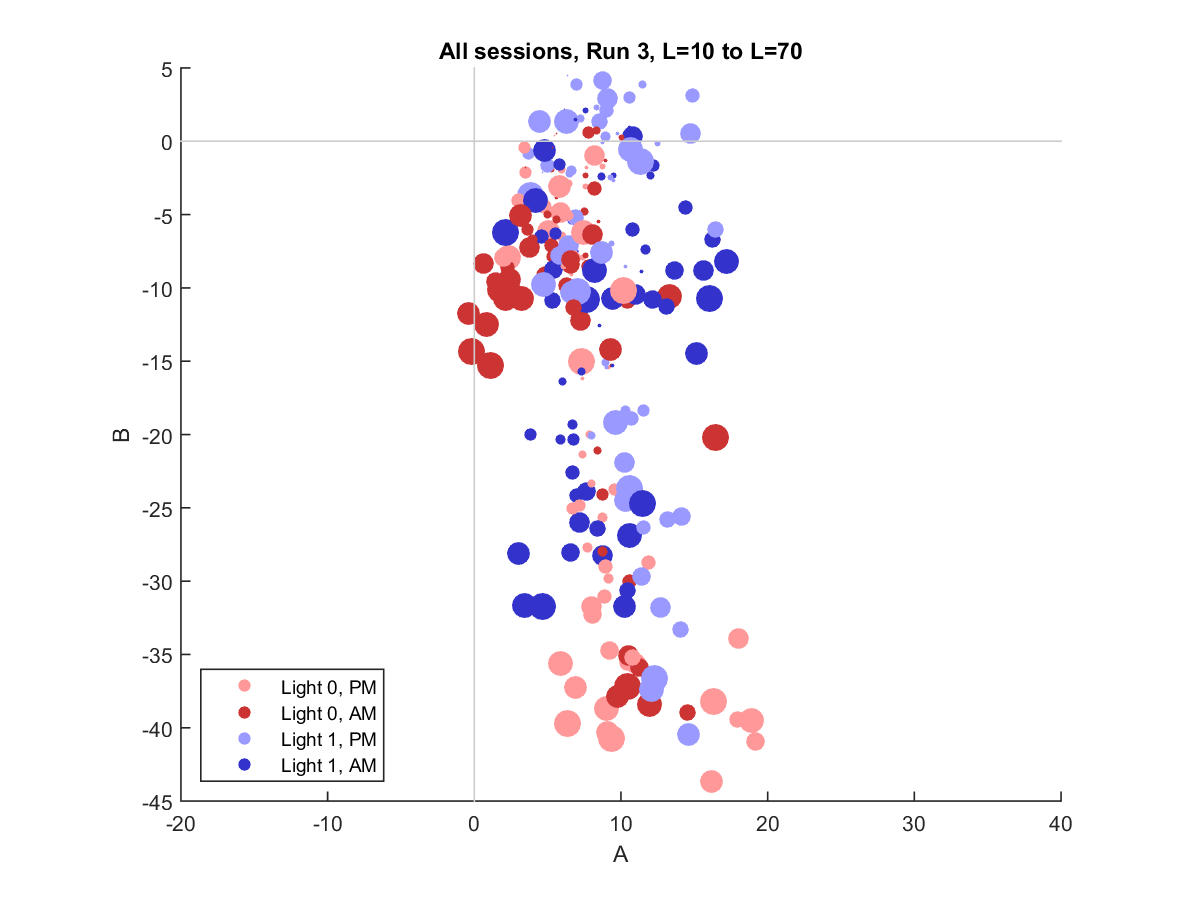 All sessions, Run 3, L=10 to L=70
5
0
-5
-10
-15
-20
-25
-30
-35
-40
-45
B
Light 0, PM
Light 0, AM
Light 1, PM
Light 1, AM
-20 -10 0 10 20 30 40
A